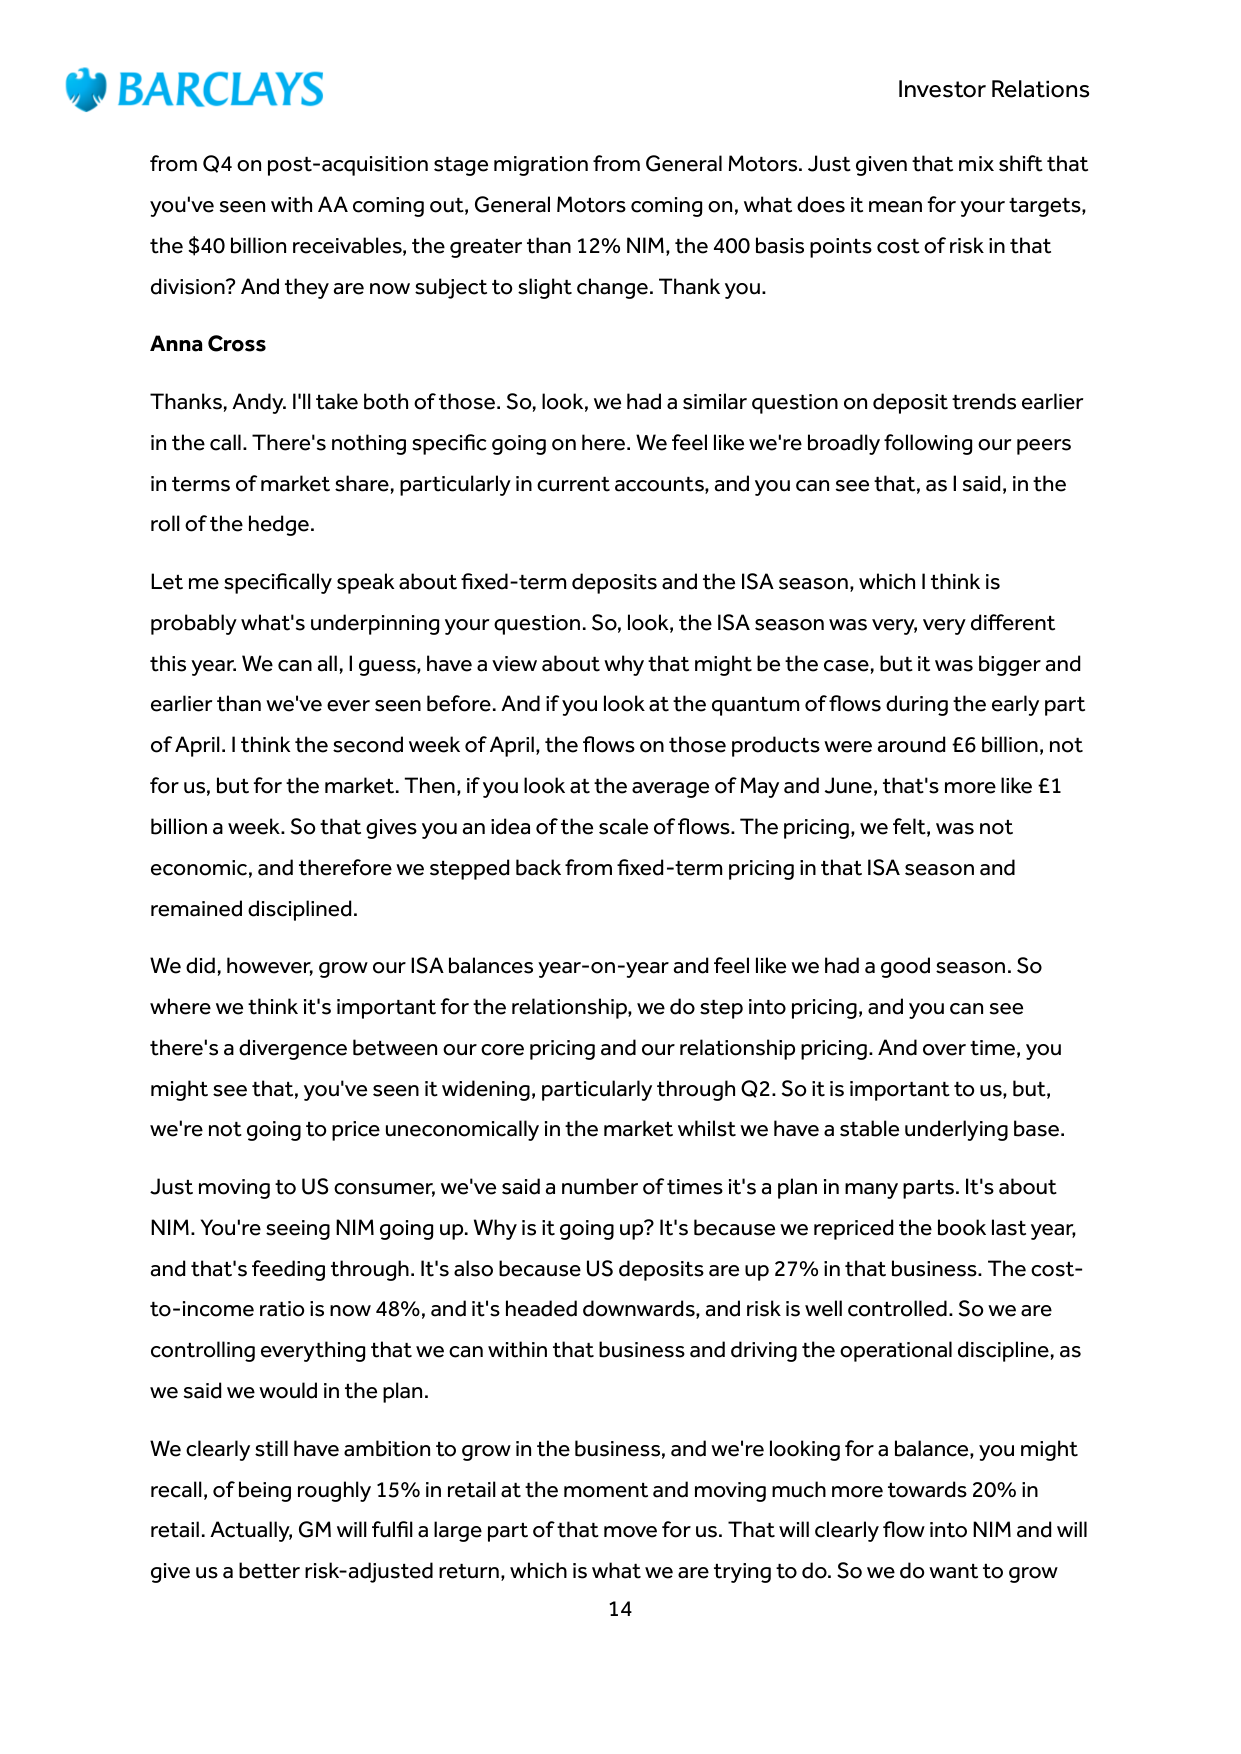 BARCLAYS
Investor Relations
from Q4 on post-acquisition stage migration from General Motors. Just given that mix shift that
you've seen with AA coming out, General Motors coming on, what does it mean for your targets,
the $40 billion receivables, the greater than 12% NIM, the 400 basis points cost of risk in that
division? And they are now subject to slight change. Thank you.
Anna Cross
Thanks, Andy. I'll take both of those. So, look, we had a similar question on deposit trends earlier
in the call. There's nothing specific going on here. We feel like we're broadly following our peers
in terms of market share, particularly in current accounts, and you can see that, as I said, in the
roll of the hedge.
Let me specifically speak about fixed-term deposits and the ISA season, which I think is
probably what's underpinning your question. So, look, the ISA season was very, very different
this year. We can all, I guess, have a view about why that might be the case, but it was bigger and
earlier than we've ever seen before. And if you look at the quantum of flows during the early part
of April. I think the second week of April, the flows on those products were around £6 billion, not
for us, but for the market. Then, if you look at the average of May and June, that's more like £1
billion a week. So that gives you an idea of the scale of flows. The pricing, we felt, was not
economic, and therefore we stepped back from fixed-term pricing in that ISA season and
remained disciplined.
We did, however, grow our ISA balances year-on-year and feel like we had a good season. So
where we think it's important for the relationship, we do step into pricing, and you can see
there's a divergence between our core pricing and our relationship pricing. And over time, you
might see that, you've seen it widening, particularly through Q2. So it is important to us, but,
we're not going to price uneconomically in the market whilst we have a stable underlying base.
Just moving to US consumer, we've said a number of times it's a plan in many parts. It's about
NIM. You're seeing NIM going up. Why is it going up? It's because we repriced the book last year,
and that's feeding through. It's also because US deposits are up 27% in that business. The cost-
to-income ratio is now 48%, and it's headed downwards, and risk is well controlled. So we are
controlling everything that we can within that business and driving the operational discipline, as
we said we would in the plan.
We clearly still have ambition to grow in the business, and we're looking for a balance, you might
recall, of being roughly 15% in retail at the moment and moving much more towards 20% in
retail. Actually, GM will fulfil a large part of that move for us. That will clearly flow into NIM and will
give us a better risk-adjusted return, which is what we are trying to do. So we do want to grow
14